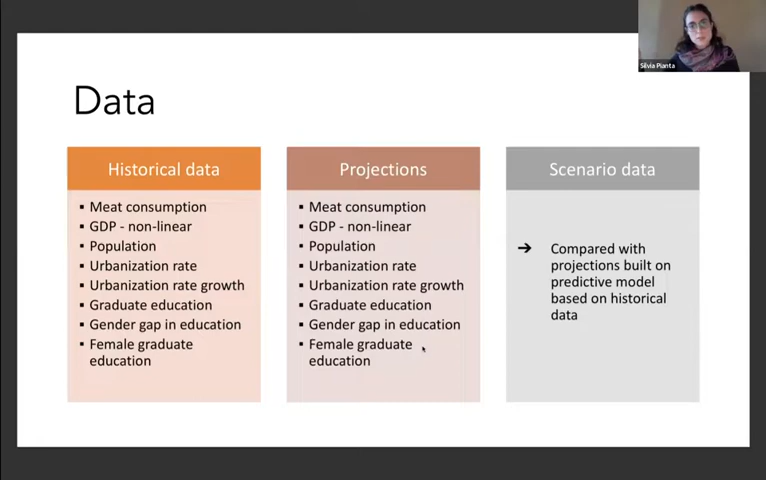 Silvia Pianta
Data
Historical data
▪ Meat consumption
▪ GDP - non-linear
▪ Population
▪ Urbanization rate
▪ Urbanization rate growth
▪ Graduate education
▪ Gender gap in education
▪ Female graduate
education
Projections
▪ Meat consumption
▪ GDP - non-linear
▪ Population
▪ Urbanization rate
▪ Urbanization rate growth
▪ Graduate education
▪ Gender gap in education
▪ Female graduate
education
Scenario data
➔ Compared with
projections built on
predictive model
based on historical
data